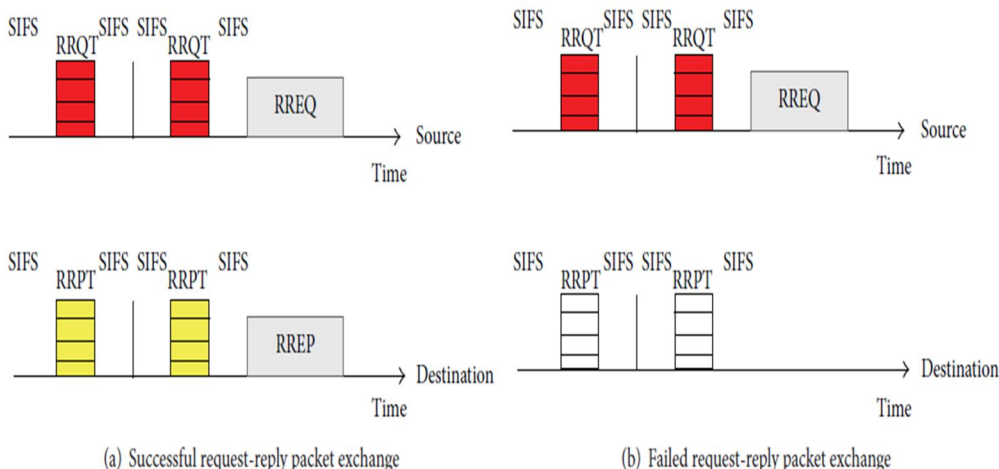 SIFS SIFS SIFS SIFS
RRQT RRQT
RREQ
Source
Time
SIFS SIFS SIFS SIFS
RRPT RRPT
RREP
Destination
Time
(a) Successful request-reply packet exchange
SIFS SIFS SIFS SIFS
RRQT RRQT
RREQ
Source
Time
SIFS SIFS SIFS SIFS
RRPT RRPT
Destination
Time
(b) Failed request-reply packet exchange